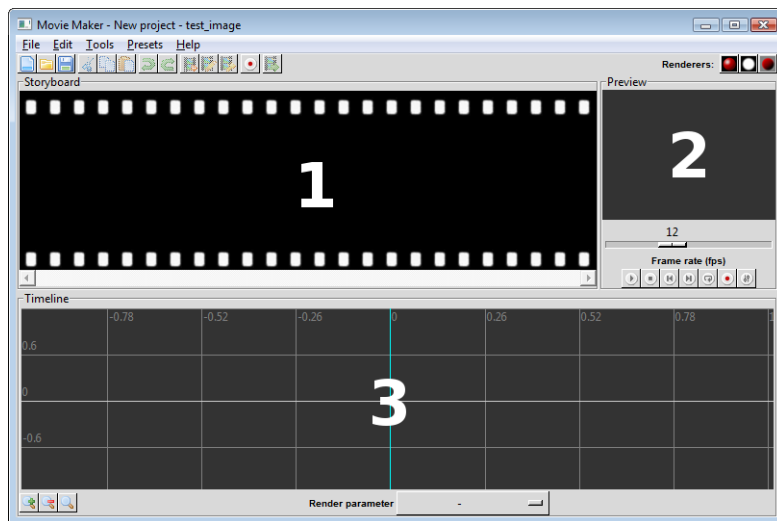 Movie Maker - New project - test_image
File Edit Tools Presets Help
Renderers:
Storyboard
Preview
1
2
12
Frame rate (fps)
Timeline
-0.78 -0.52 -0.26 0 0.26 0.52 0.78 1
0.6
0
-0.6
3
Render parameter -